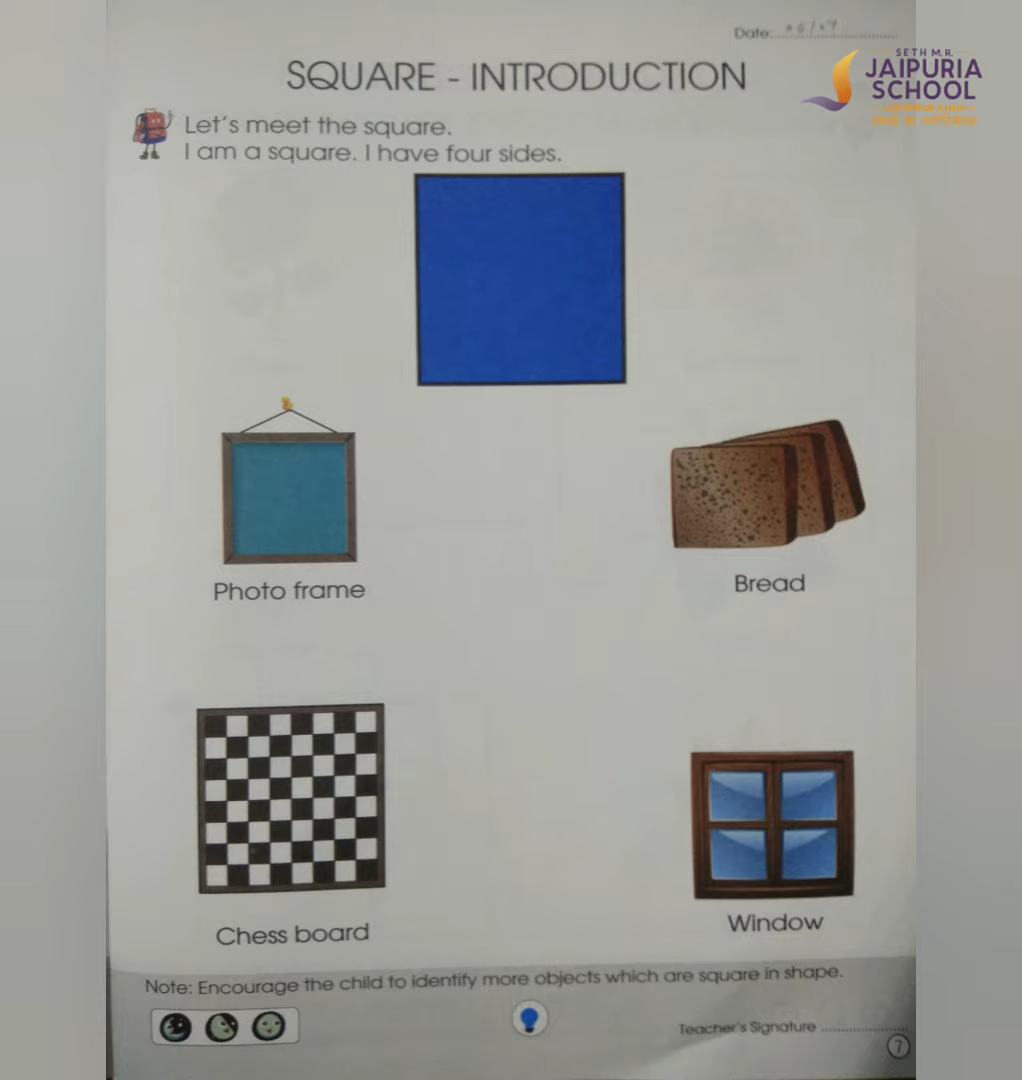 Date:
SETH M.R.
JAIPURIA
SCHOOL
SQUARE - INTRODUCTION
Let's meet the square.
I am a square. I have four sides.
Photo frame
Bread
Chess board
Window
Note: Encourage the child to identify more objects which are square in shape.
Teacher's Signature
7